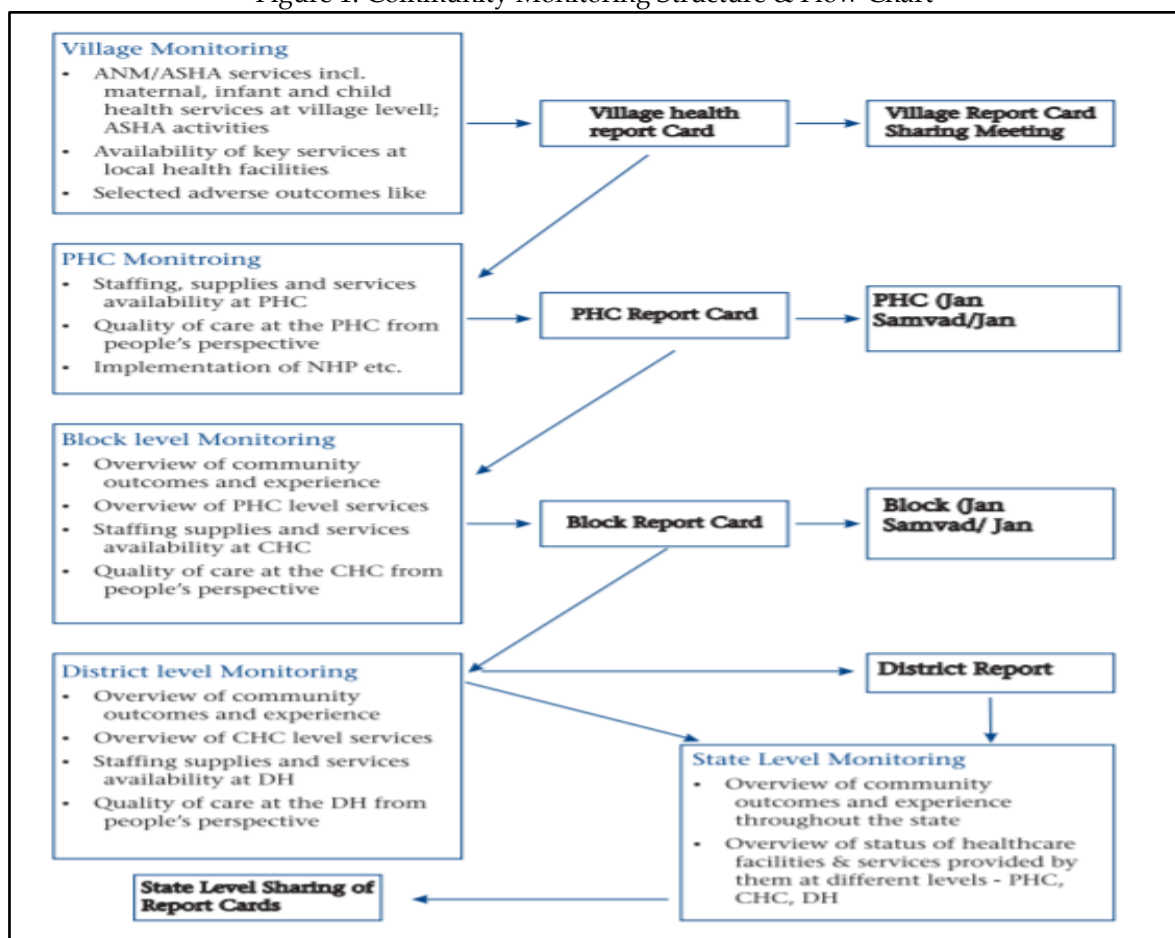 Figure 1: Community Monitoring Structure & Flow Chart
Village Monitoring
• ANM/ASHA services incl.
maternal, infant and child
health services at village levell;
ASHA activities
• Availability of key services at
local health facilities
• Selected adverse outcomes like
Village health
report Card
Village Report Card
Sharing Meeting
PHC Monitroing
• Staffing, supplies and services
availability at PHC
• Quality of care at the PHC from
people's perspective
• Implementation of NHP etc.
PHC Report Card
PHC (Jan
Samvad/Jan
Block level Monitoring
• Overview of community
outcomes and experience
• Overview of PHC level services
• Staffing supplies and services
availability at CHC
• Quality of care at the CHC from
people's perspective
Block Report Card
Block (Jan
Samvad/ Jan
District level Monitoring
• Overview of community
outcomes and experience
• Overview of CHC level services
• Staffing supplies and services
availability at DH
• Quality of care at the DH from
people's perspective
District Report
State Level Monitoring
• Overview of community
outcomes and experience
throughout the state
• Overview of status of healthcare
facilities & services provided by
them at different levels - PHC,
CHC, DH
State Level Sharing of
Report Cards